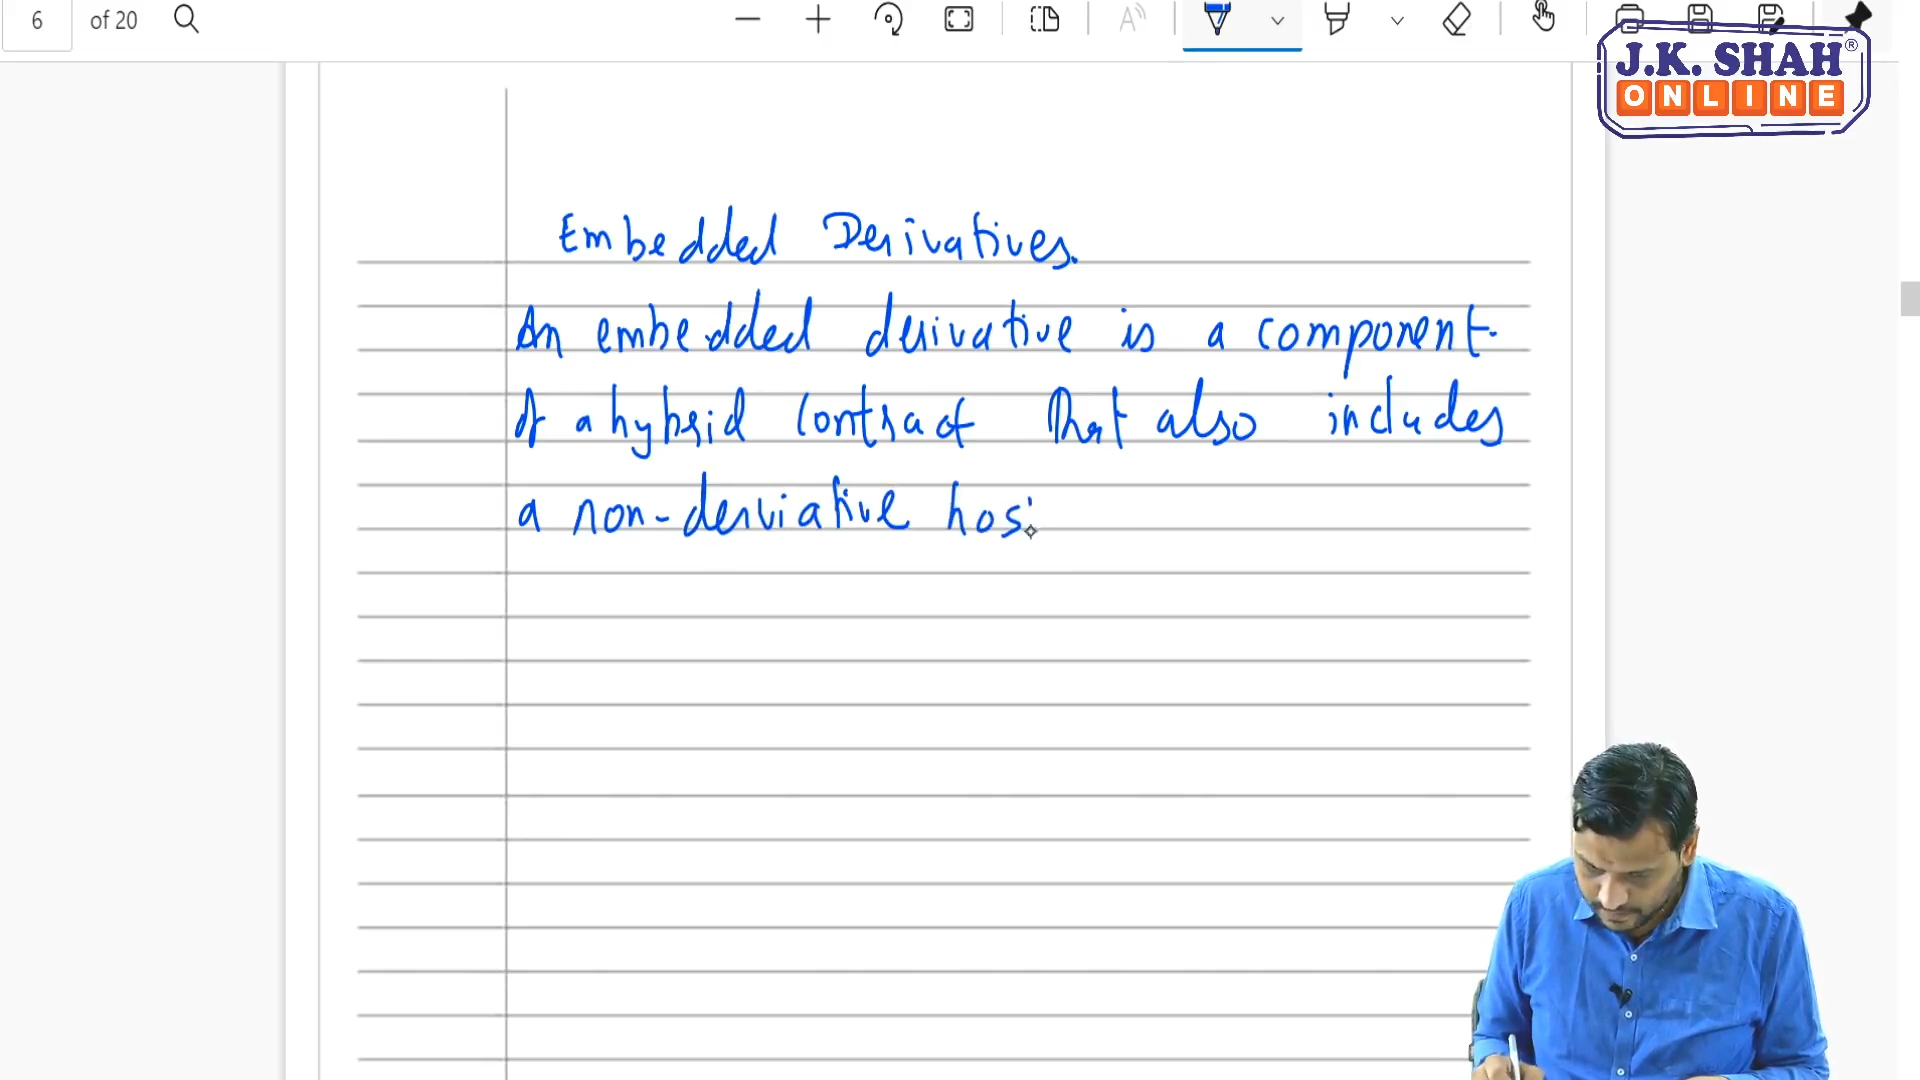 6 of 20
J.K. SHAH®
ONLINE
Embedded Derivatives.
An embedded derivative is a component
of a hybrid contract that also includes
a non-derviative hos